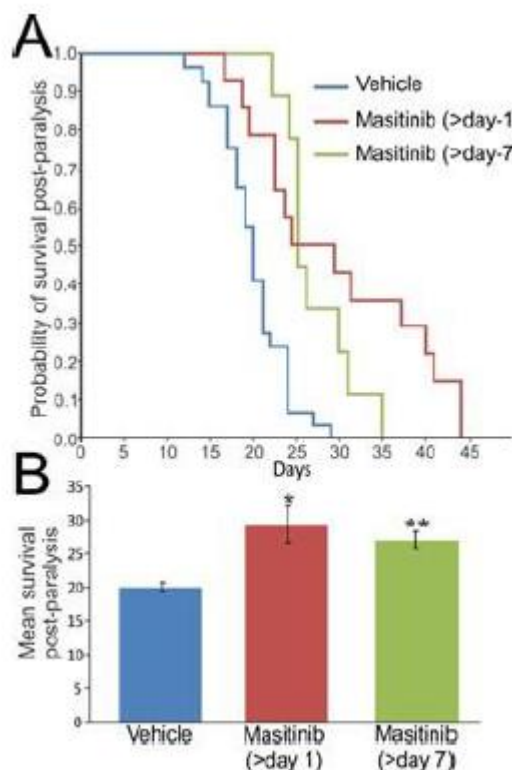 A
Probability of survival post-paralysis
1.0
0.9
0.8
0.7
0.6
0.5
0.4
0.3
0.2
0.1
0.0
Vehicle
Masitinib (>day-1
Masitinib (>day-7
0 5 10 15 20 25 30 35 40 45
Days
B
Mean survival
post-paralysis
35
30
25
20
15
10
5
0
*
**
Vehicle Masitinib Masitinib
(>day 1) (>day 7)